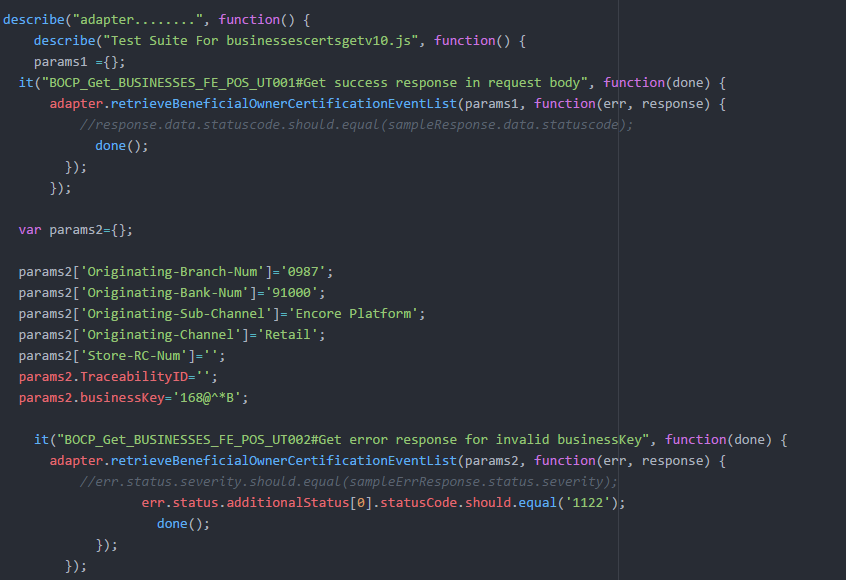 describe("adapter........", function() {
describe("Test Suite For businessescertsgetv10.js", function() {
params1 ={};
it("BOCP_Get_BUSINESSES_FE_POS_UT001#Get success response in request body", function(done) {
adapter.retrieveBeneficialOwnerCertificationEventList(params1, function(err, response) {
//response.data.statuscode.should.equal(sampleResponse.data.statuscode);
done();
});
});
var params2={};
params2['Originating-Branch-Num']='0987';
params2['Originating-Bank-Num']='91000';
params2['Originating-Sub-Channel']='Encore Platform';
params2['Originating-Channel']='Retail';
params2['Store-RC-Num']='';
params2.TraceabilityID='';
params2.businessKey='168@^*B';
it("BOCP_Get_BUSINESSES_FE_POS_UT002#Get error response for invalid businessKey", function(done) {
adapter.retrieveBeneficialOwnerCertificationEventList(params2, function(err, response) {
//err.status.severity.should.equal(sampleErrResponse.status.severity);
err.status.additionalStatus[0].statusCode.should.equal('1122');
done();
});
});